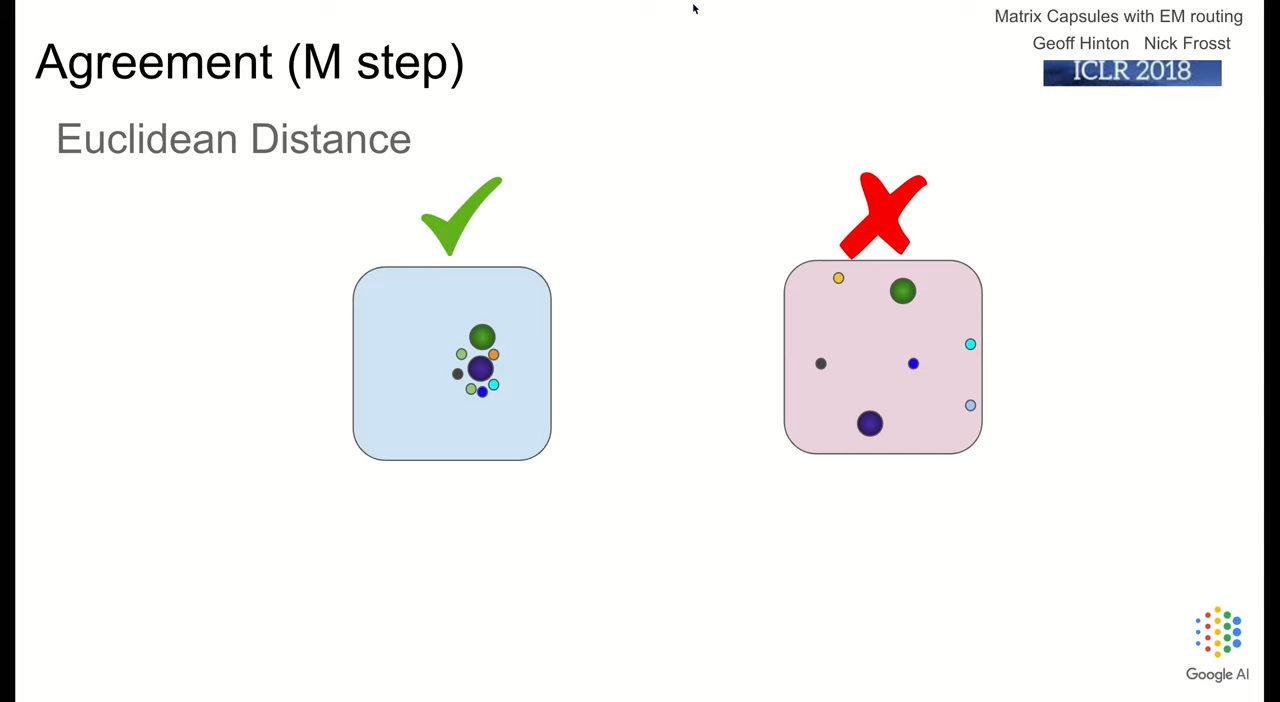 Matrix Capsules with EM routing
Geoff Hinton Nick Frosst
ICLR 2018
Agreement (M step)
Euclidean Distance
Google AI